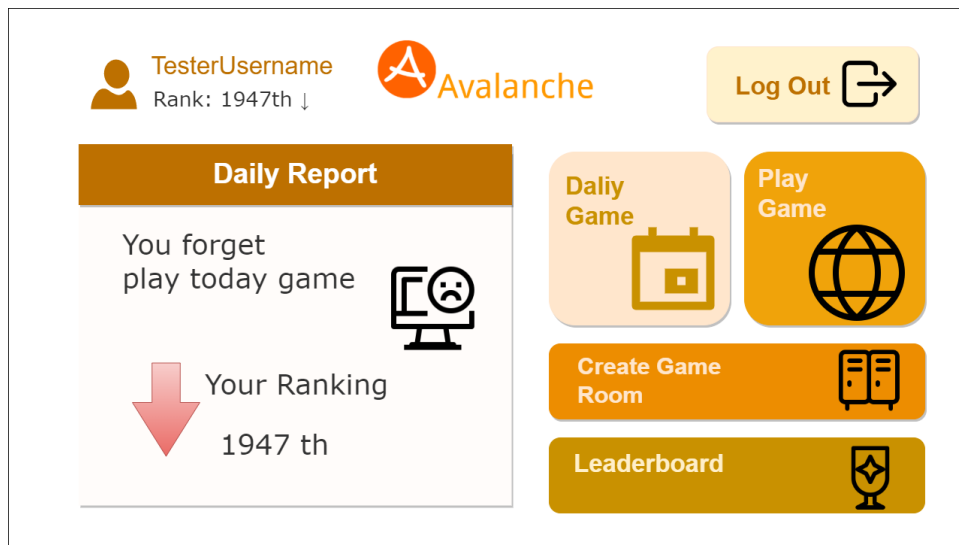 TesterUsername
Rank: 1947th ↓
Avalanche
Log Out
Daily Report
You forget
play today game
Your Ranking
1947 th
Daliy
Game
Play
Game
Create Game
Room
Leaderboard